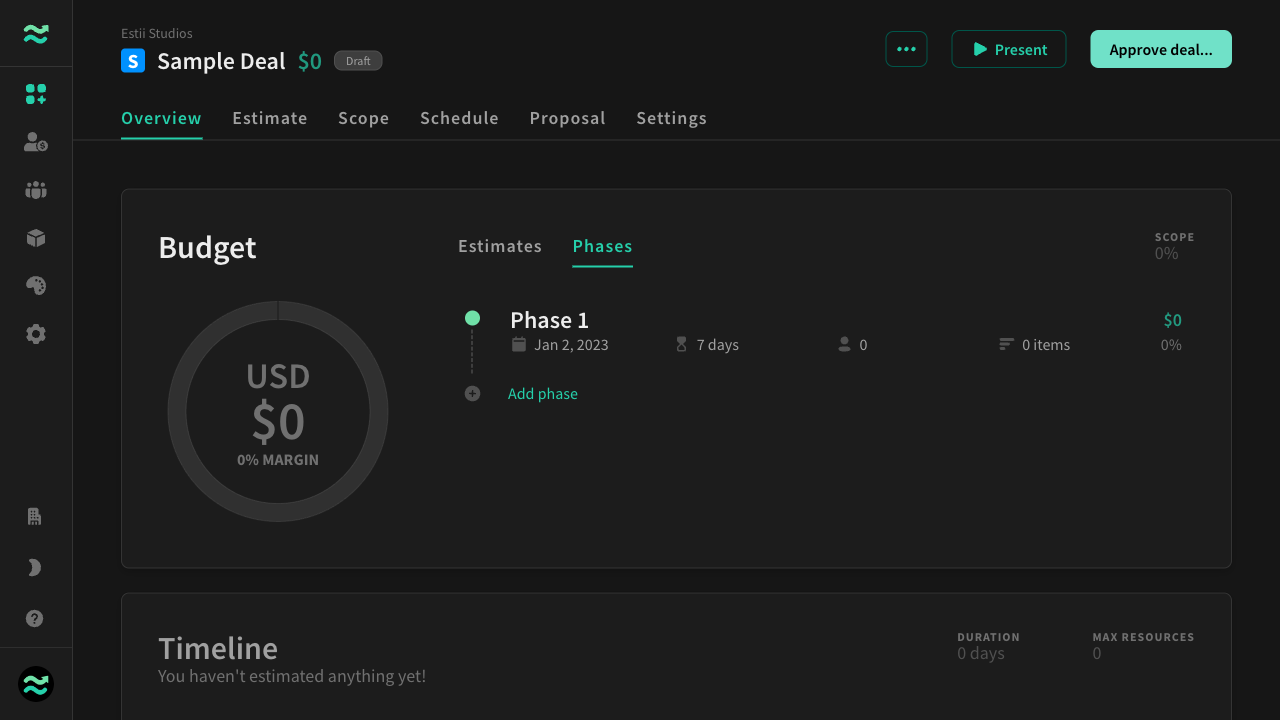 Estii Studios
S Sample Deal $0 Draft
Present
Approve deal...
Overview Estimate Scope Schedule Proposal Settings
Budget
Estimates Phases
SCOPE
0%
USD
$0
0% MARGIN
Phase 1 $0
Jan 2, 2023 7 days 0 0 items 0%
Add phase
Timeline
You haven't estimated anything yet!
DURATION
0 days
MAX RESOURCES
0